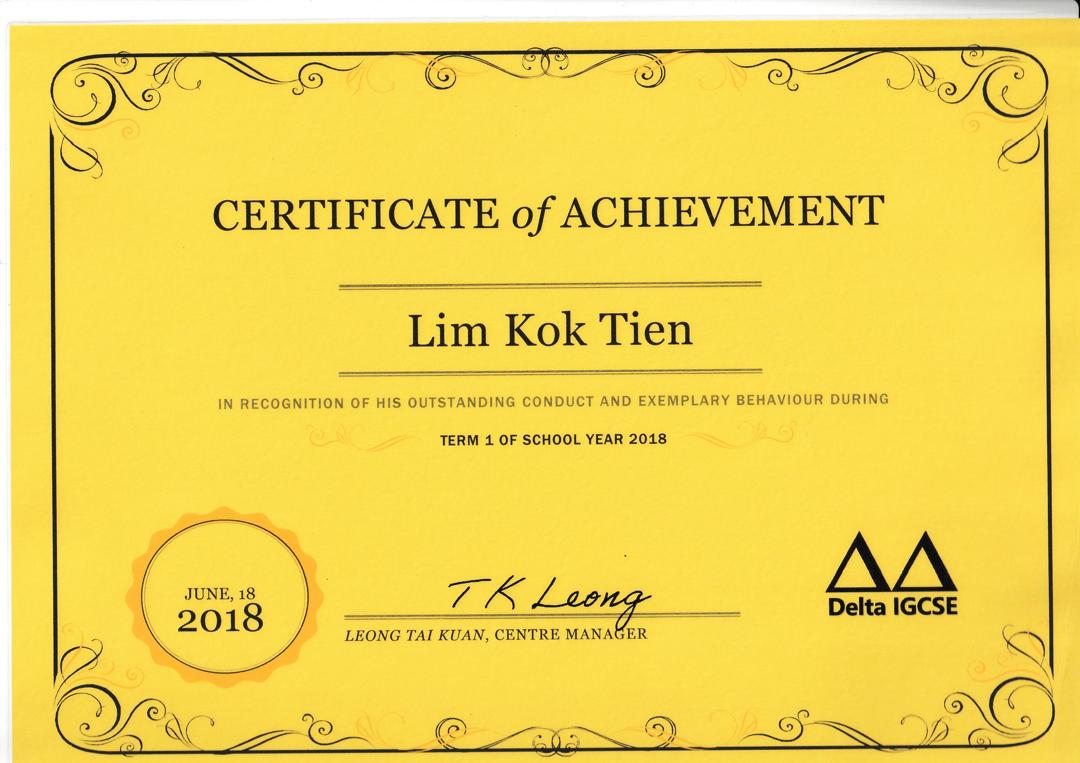 CERTIFICATE of ACHIEVEMENT
Lim Kok Tien
IN RECOGNITION OF HIS OUTSTANDING CONDUCT AND EXEMPLARY BEHAVIOUR DURING
TERM 1 OF SCHOOL YEAR 2018
JUNE, 18
2018
T K Leong
LEONG TAI KUAN, CENTRE MANAGER
Delta IGCSE